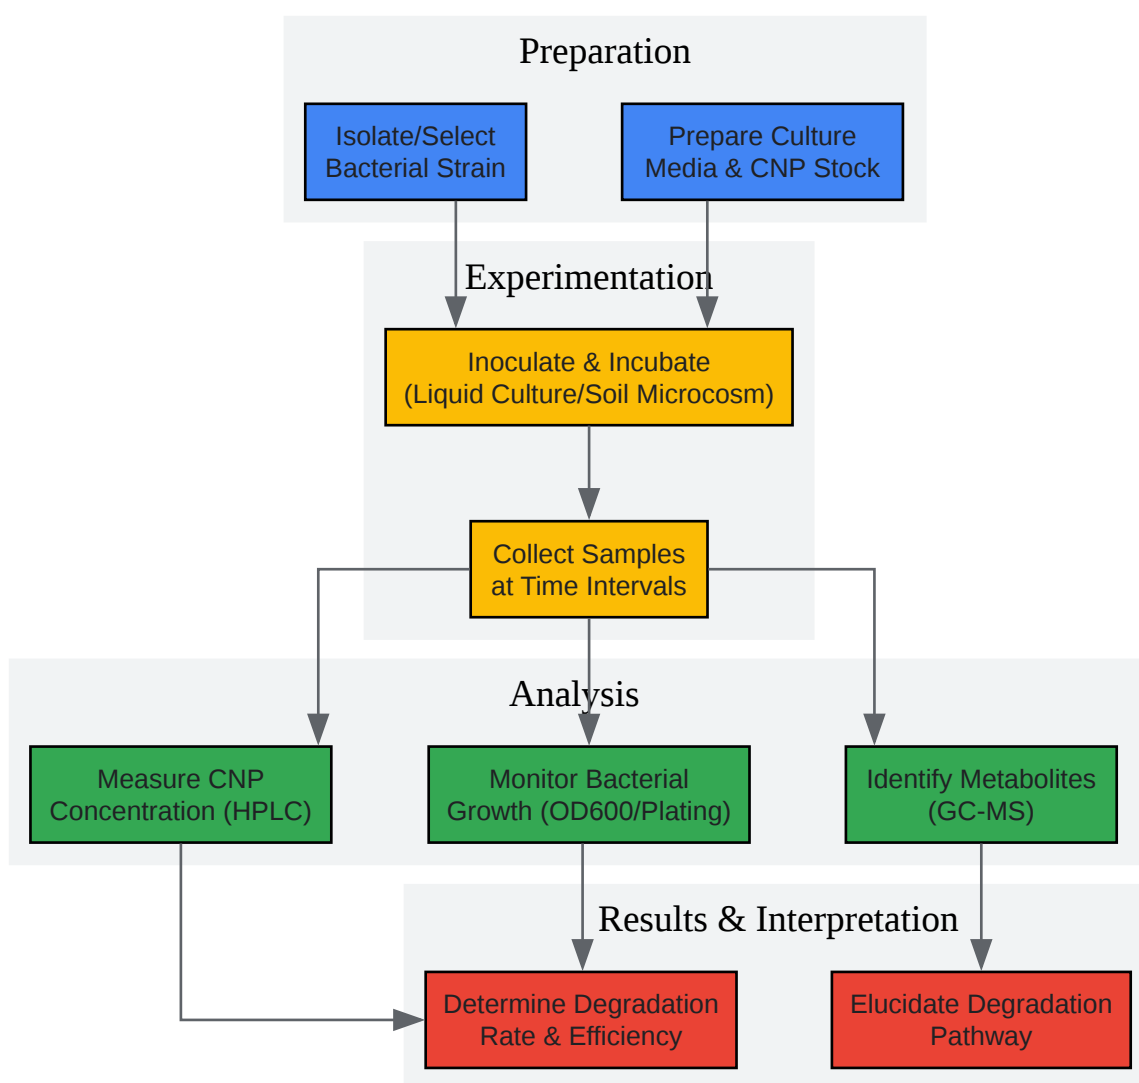 Preparation
Isolate/Select
Bacterial Strain
Prepare Culture
Media & CNP Stock
Experimentation
Inoculate & Incubate
(Liquid Culture/Soil Microcosm)
Collect Samples
at Time Intervals
Analysis
Measure CNP
Concentration (HPLC)
Monitor Bacterial
Growth (OD600/Plating)
Identify Metabolites
(GC-MS)
Results & Interpretation
Determine Degradation
Rate & Efficiency
Elucidate Degradation
Pathway